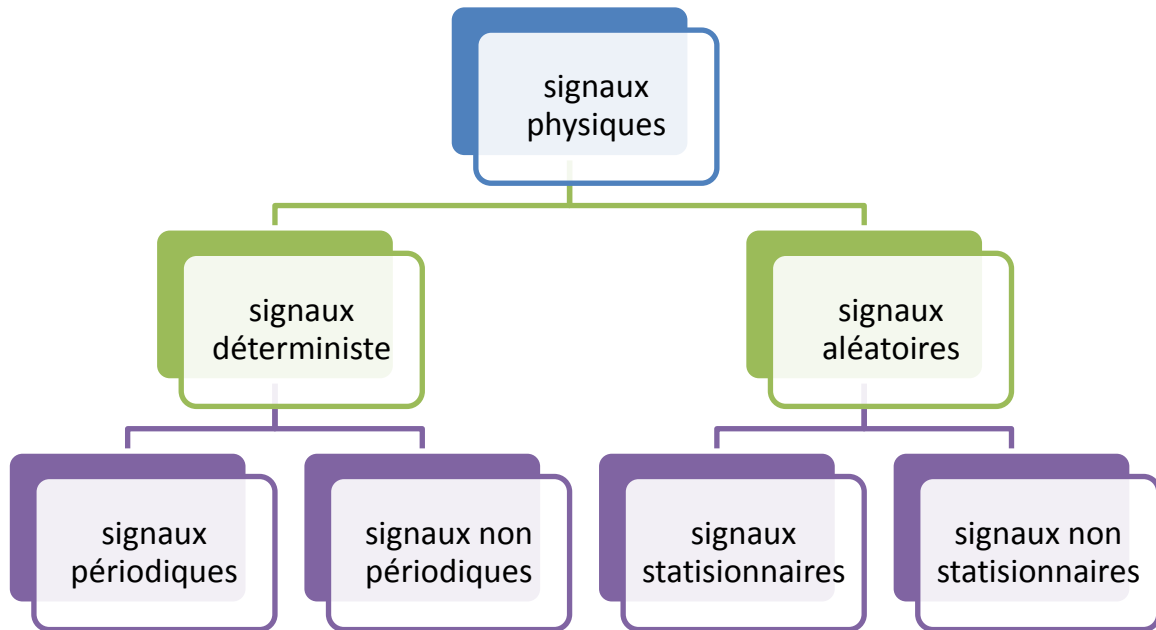 signaux
physiques
signaux
déterministe
signaux
aléatoires
signaux
périodiques
signaux non
périodiques
signaux
statisionnaires
signaux non
statisionnaires